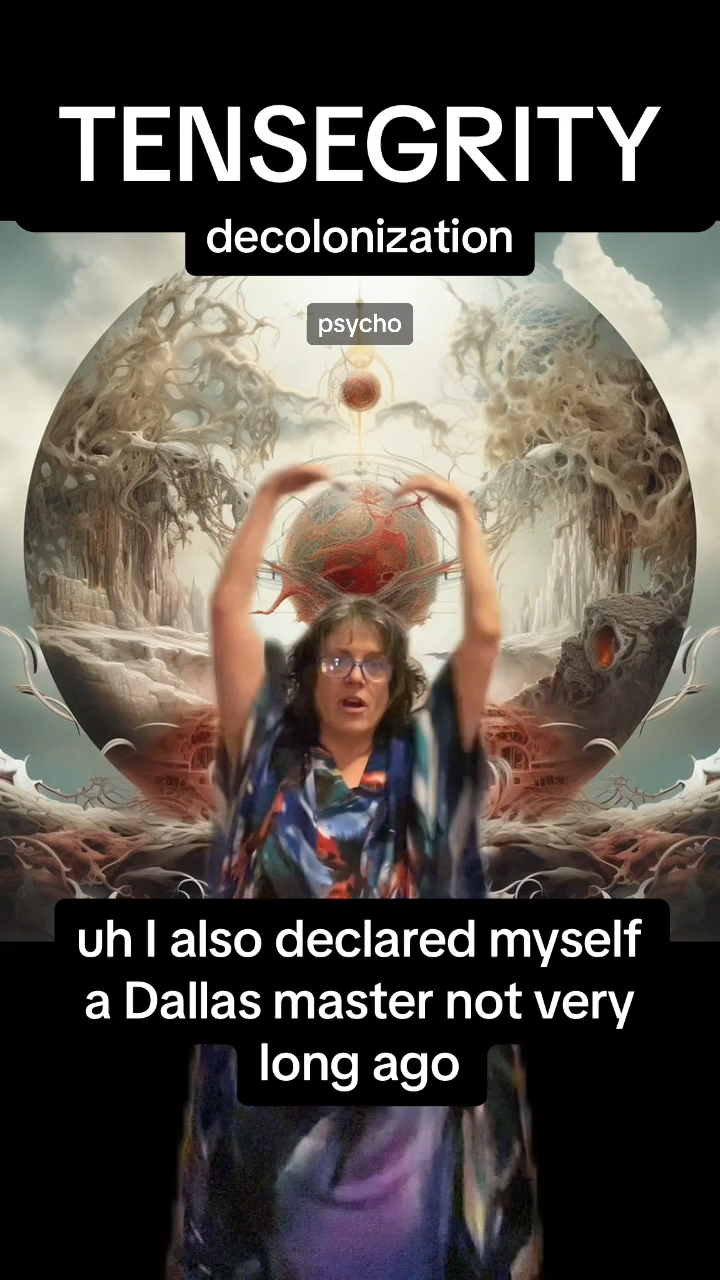 TENSEGRITY
decolonization
psycho
uh I also declared myself
a Dallas master not very
long ago